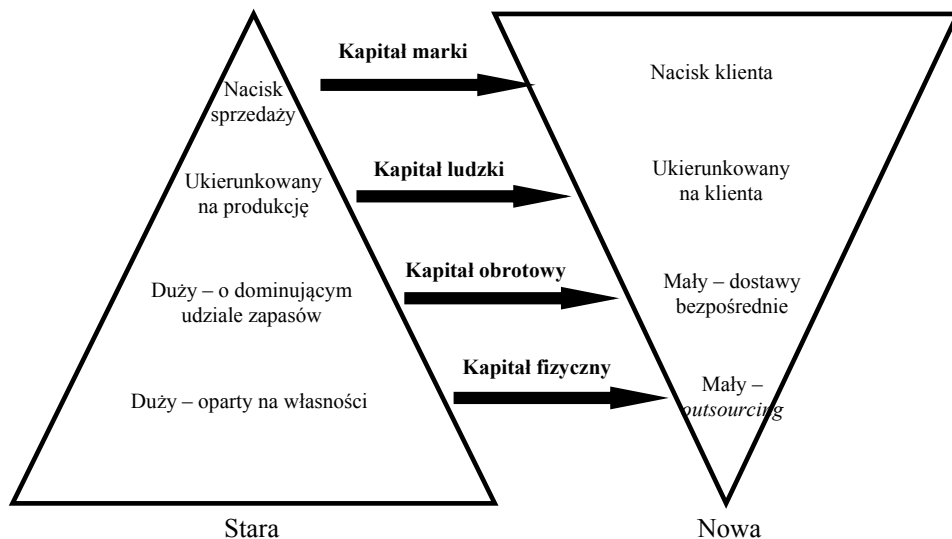 Kapitał marki
Nacisk
sprzedaży
Nacisk klienta
Kapitał ludzki
Ukierunkowany
na produkcję
Ukierunkowany
na klienta
Kapitał obrotowy
Duży – o dominującym
udziale zapasów
Mały – dostawy
bezpośrednie
Kapitał fizyczny
Duży – oparty na własności
Mały –
outsourcing
Stara
Nowa